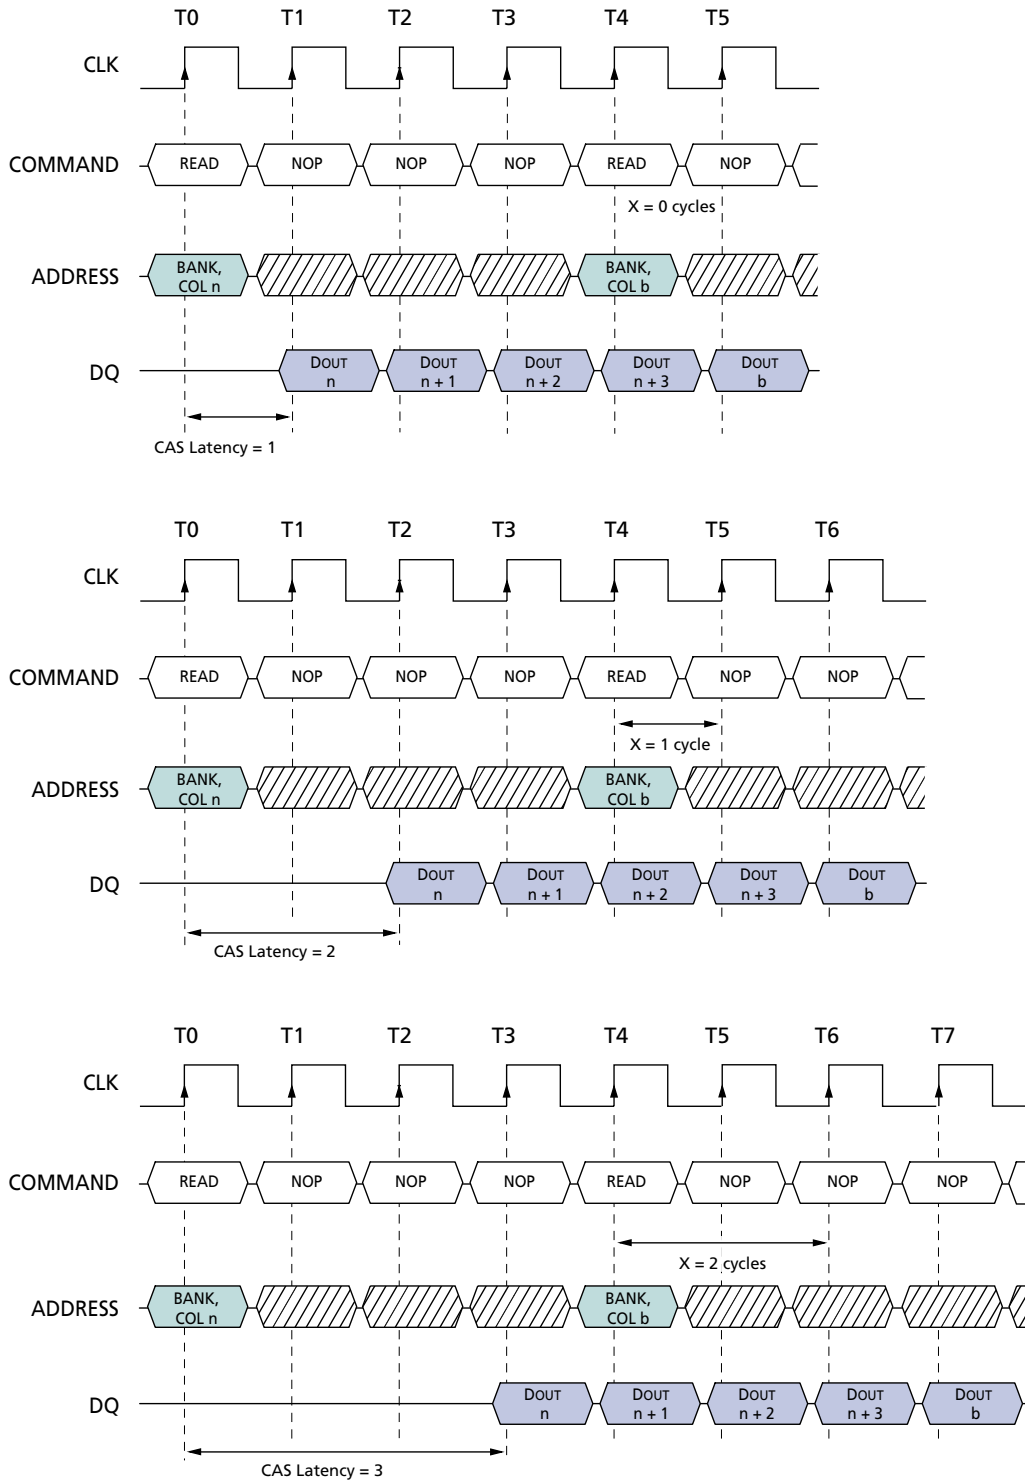 T0 T1 T2 T3 T4 T5
CLK
COMMAND READ NOP NOP NOP READ NOP
X = 0 cycles
ADDRESS BANK, COL n BANK, COL b
DQ DOUT n DOUT n + 1 DOUT n + 2 DOUT n + 3 DOUT b
CAS Latency = 1
T0 T1 T2 T3 T4 T5 T6
CLK
COMMAND READ NOP NOP NOP READ NOP NOP
X = 1 cycle
ADDRESS BANK, COL n BANK, COL b
DQ DOUT n DOUT n + 1 DOUT n + 2 DOUT n + 3 DOUT b
CAS Latency = 2
T0 T1 T2 T3 T4 T5 T6 T7
CLK
COMMAND READ NOP NOP NOP READ NOP NOP NOP
X = 2 cycles
ADDRESS BANK, COL n BANK, COL b
DQ DOUT n DOUT n + 1 DOUT n + 2 DOUT n + 3 DOUT b
CAS Latency = 3